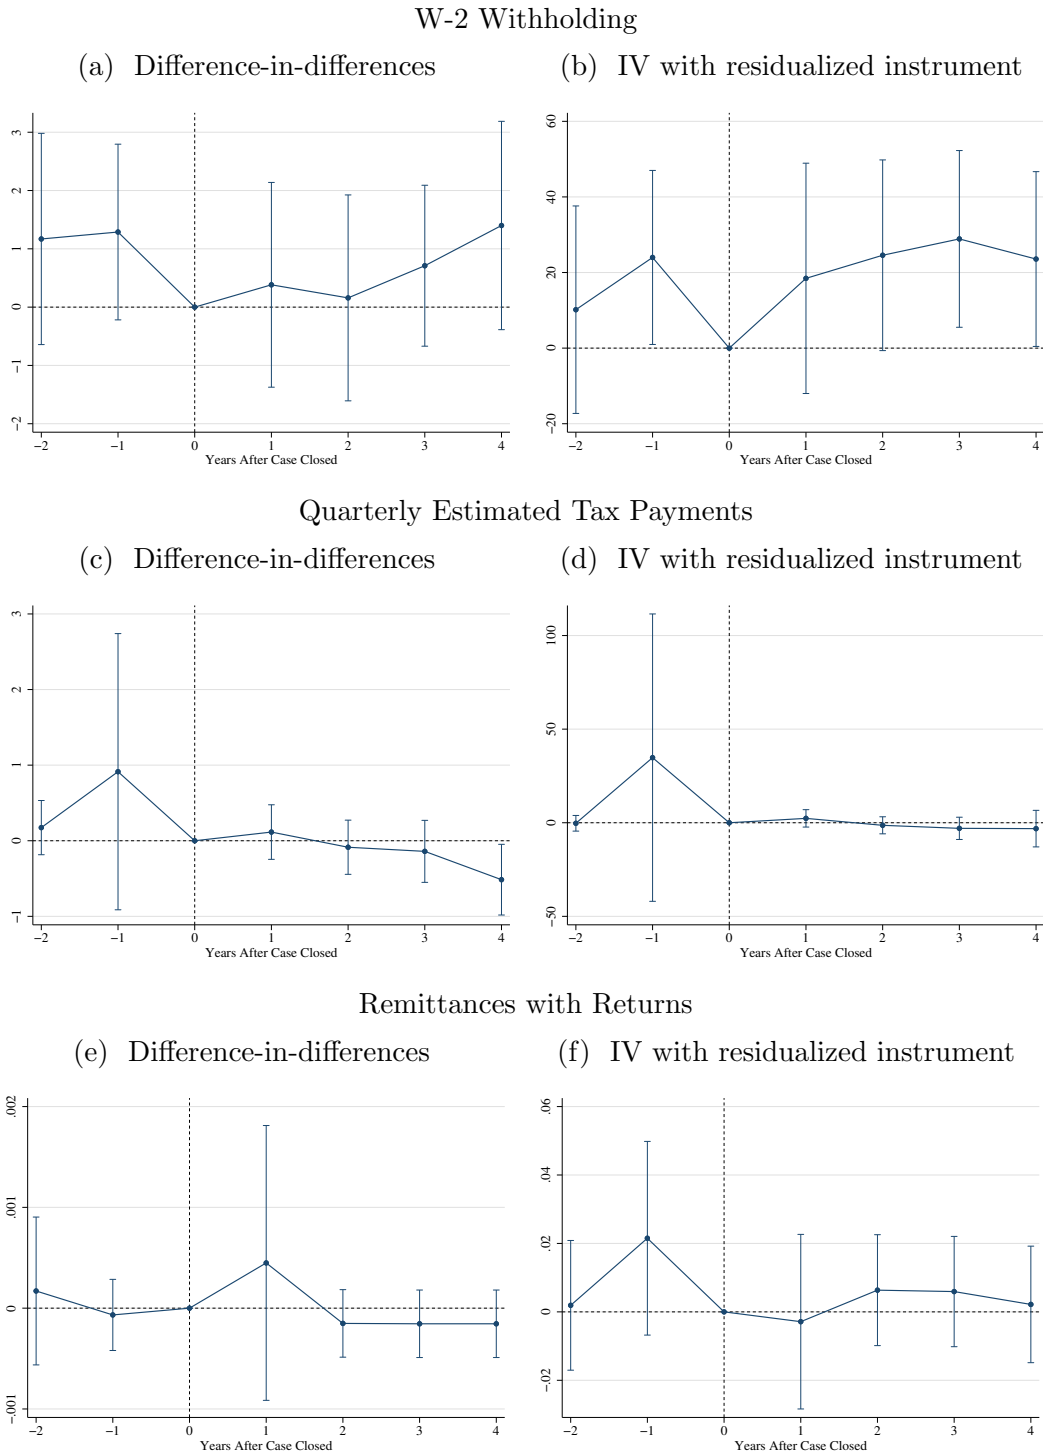 W-2 Withholding
(a) Difference-in-differences
(b) IV with residualized instrument
3
2
1
0
−1
−2
−2 −1 0 1 2 3 4
Years After Case Closed
60
40
20
0
−20
−2 −1 0 1 2 3 4
Years After Case Closed
Quarterly Estimated Tax Payments
(c) Difference-in-differences
(d) IV with residualized instrument
3
2
1
0
−1
−2 −1 0 1 2 3 4
Years After Case Closed
100
50
0
−50
−2 −1 0 1 2 3 4
Years After Case Closed
Remittances with Returns
(e) Difference-in-differences
(f) IV with residualized instrument
.002
.001
0
−.001
−2 −1 0 1 2 3 4
Years After Case Closed
.06
.04
.02
0
−.02
−2 −1 0 1 2 3 4
Years After Case Closed